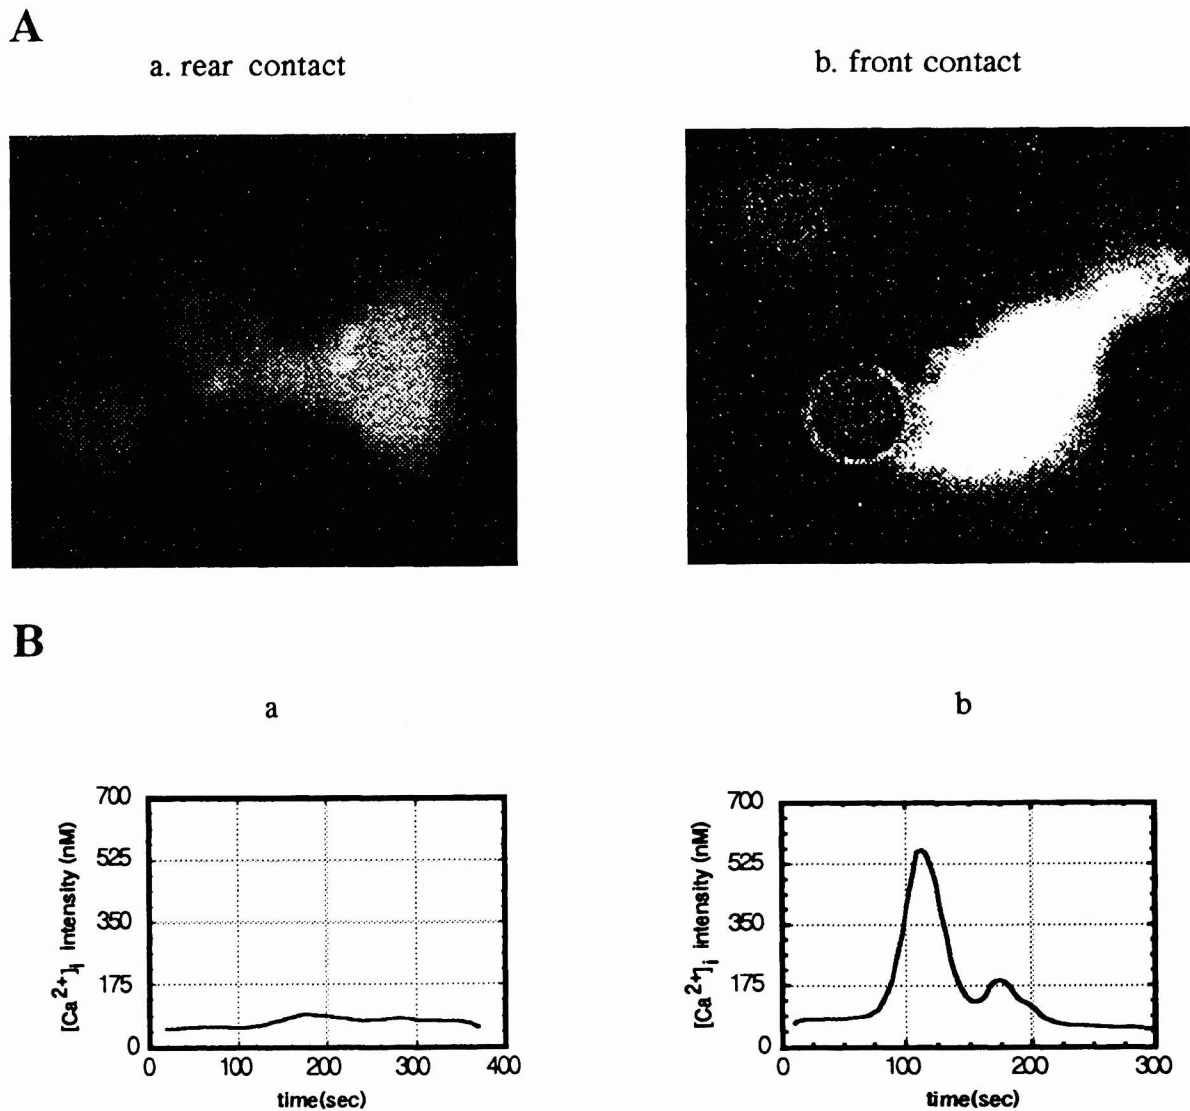 A
a. rear contact
b. front contact
B
a
b
700
525
350
175
0
[Ca2+]i intensity (nM)
0 100 200 300 400
time(sec)
700
525
350
175
0
[Ca2+]i intensity (nM)
0 100 200 300
time(sec)